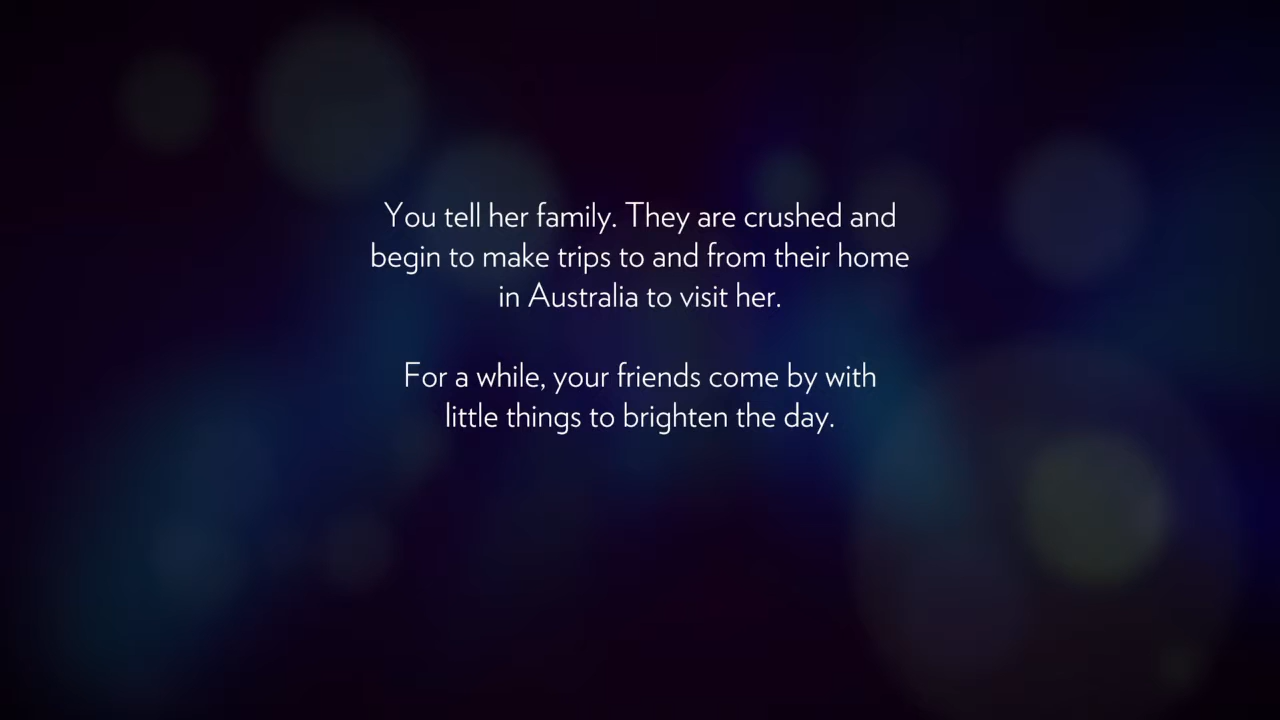 You tell her family. They are crushed and
begin to make trips to and from their home
in Australia to visit her.
For a while, your friends come by with
little things to brighten the day.